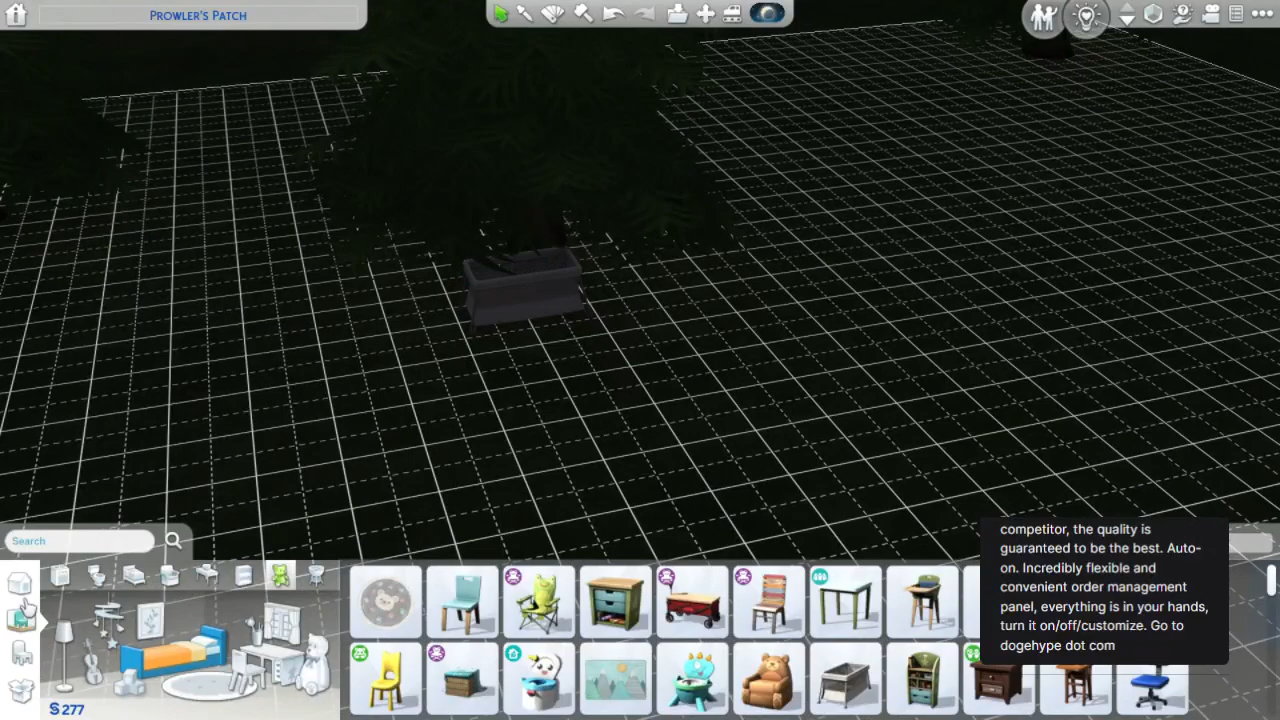 PROWLER'S PATCH
Search
competitor, the quality is
guaranteed to be the best. Auto-
on. Incredibly flexible and
convenient order management
panel, everything is in your hands,
turn it on/off/customize. Go to
dogehype dot com
§277